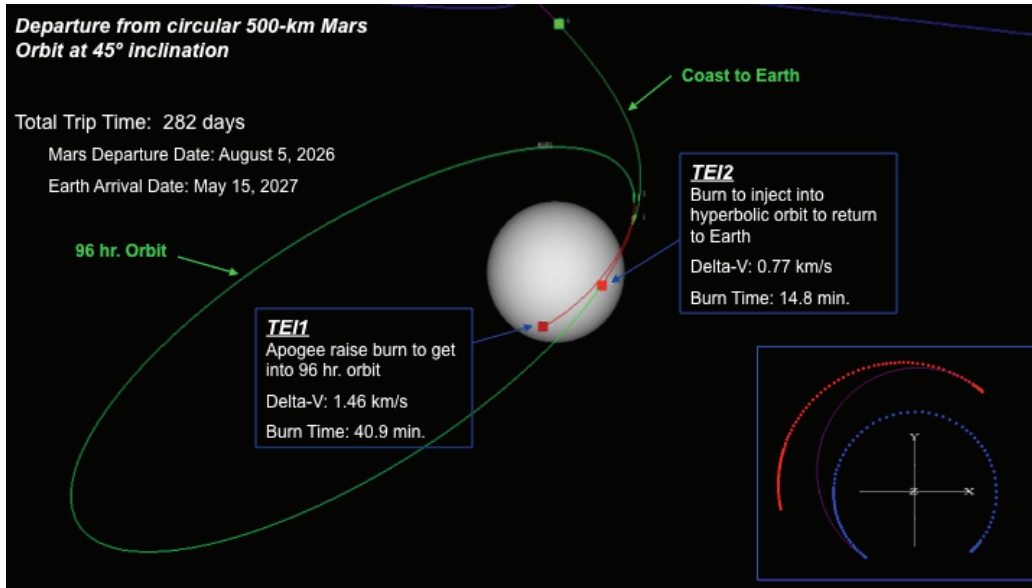 Departure from circular 500-km Mars
Orbit at 45° inclination
Total Trip Time: 282 days
Mars Departure Date: August 5, 2026
Earth Arrival Date: May 15, 2027
96 hr. Orbit
Coast to Earth
TEI2
Burn to inject into
hyperbolic orbit to return
to Earth
Delta-V: 0.77 km/s
Burn Time: 14.8 min.
TEI1
Apogee raise burn to get
into 96 hr. orbit
Delta-V: 1.46 km/s
Burn Time: 40.9 min.
Y
Z
X